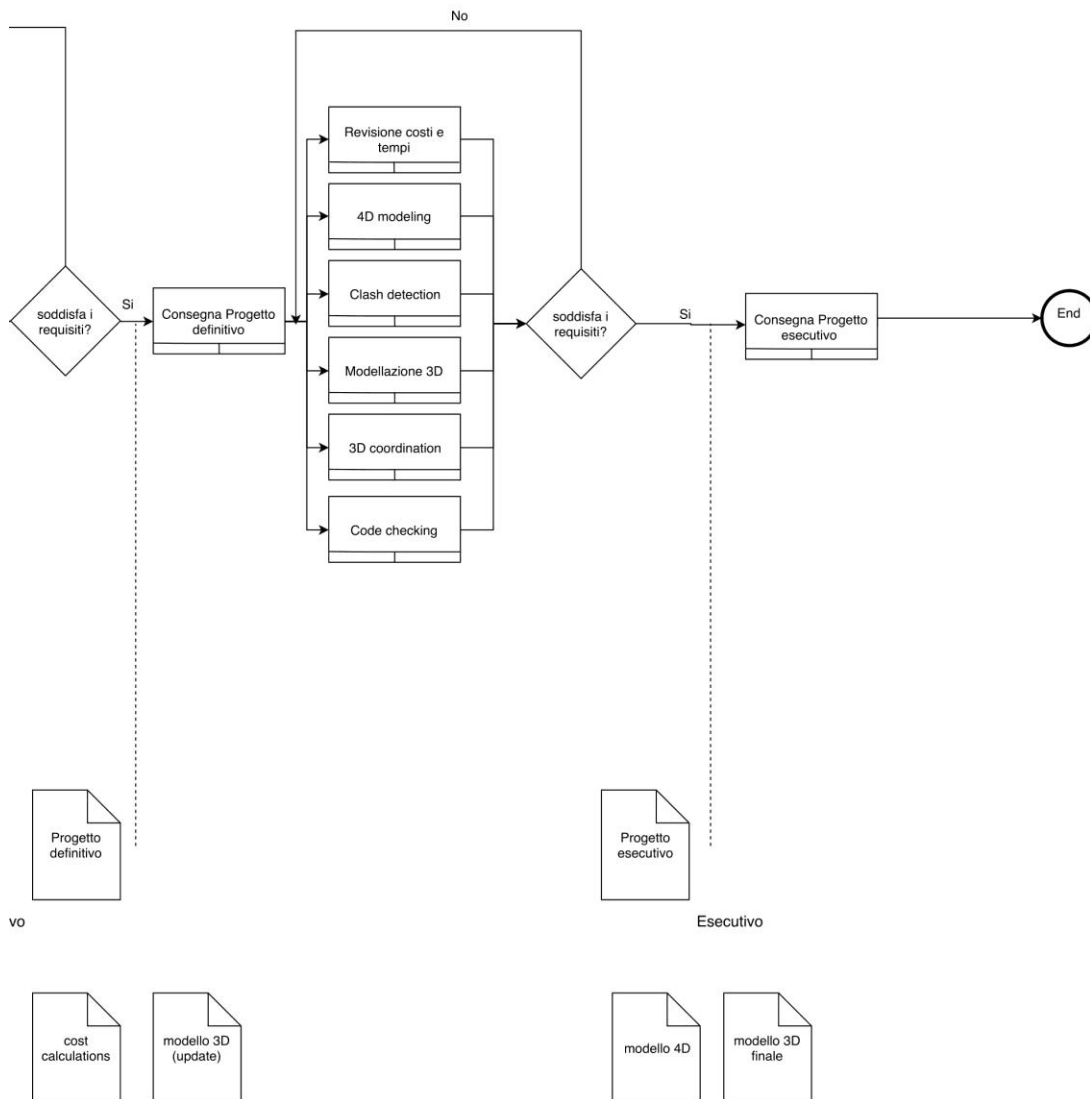 No
Revisione costi e
tempi
4D modeling
Clash detection
soddisfa i
requisiti?
Si
Consegna Progetto
definitivo
soddisfa i
requisiti?
Si
Consegna Progetto
esecutivo
End
Modellazione 3D
3D coordination
Code checking
Progetto
definitivo
Progetto
esecutivo
vo
Esecutivo
cost
calculations
modello 3D
(update)
modello 4D
modello 3D
finale